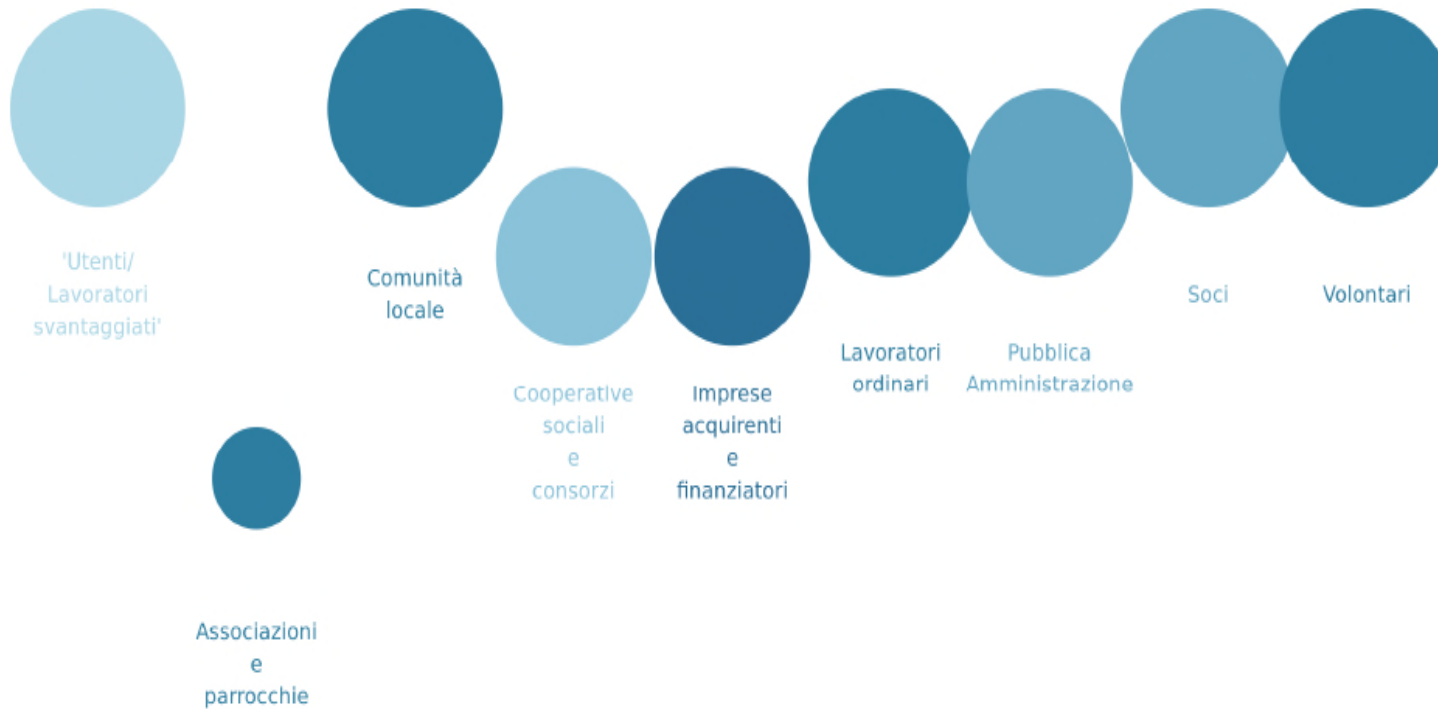 'Utenti/
Lavoratori
svantaggiati'
Associazioni
e
parrocchie
Comunità
locale
Cooperative
sociali
e
consorzi
Imprese
acquirenti
e
finanziatori
Lavoratori
ordinari
Pubblica
Amministrazione
Soci
Volontari